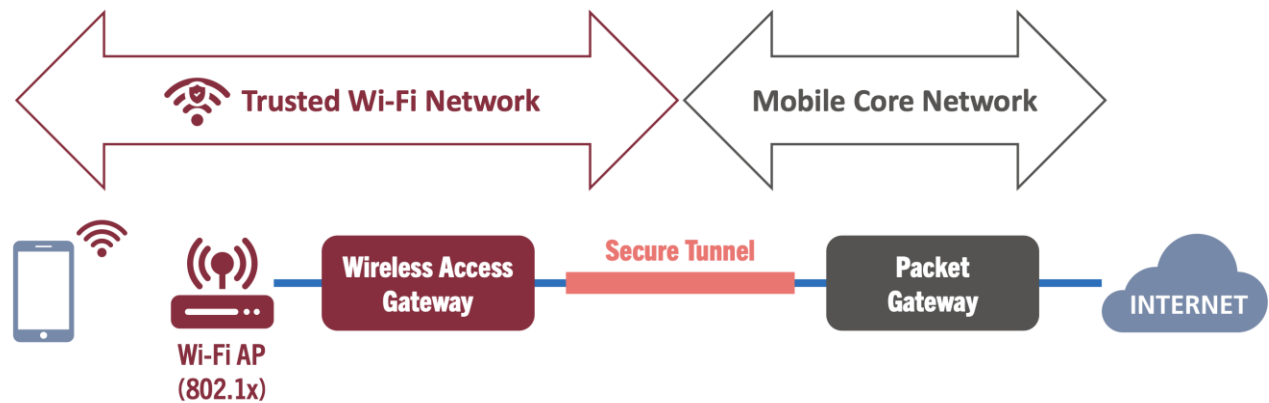 Trusted Wi-Fi Network
Mobile Core Network
Wireless Access
Gateway
Secure Tunnel
Packet
Gateway
INTERNET
Wi-Fi AP
(802.1x)